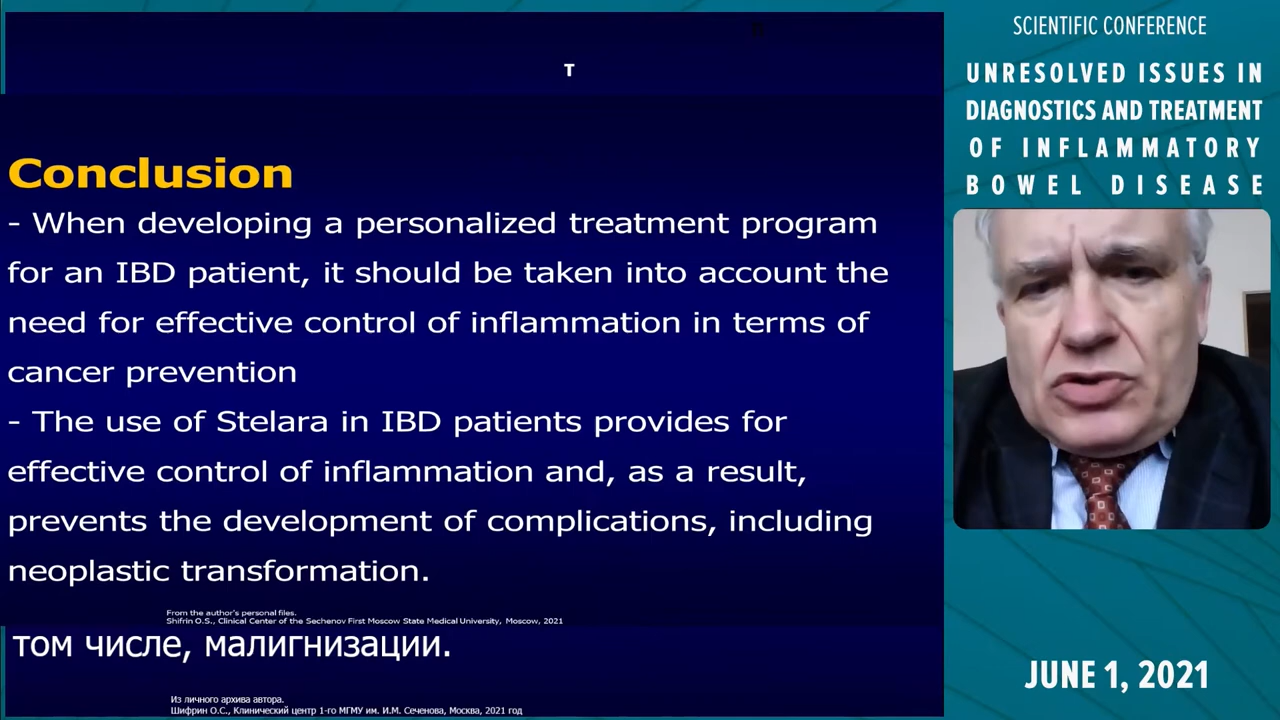 т
Conclusion
- When developing a personalized treatment program
for an IBD patient, it should be taken into account the
need for effective control of inflammation in terms of
cancer prevention
- The use of Stelara in IBD patients provides for
effective control of inflammation and, as a result,
prevents the development of complications, including
neoplastic transformation.
From the author's personal files.
Shifrin O.S., Clinical Center of the Sechenov First Moscow State Medical University, Moscow, 2021
том числе, малигнизации.
Из личного архива автора.
Шифрин О.С., Клинический центр 1-го МГМУ им. И.М. Сеченова, Москва, 2021 год
SCIENTIFIC CONFERENCE
UNRESOLVED ISSUES IN
DIAGNOSTICS AND TREATMENT
OF INFLAMMATORY
BOWEL DISEASE
JUNE 1, 2021